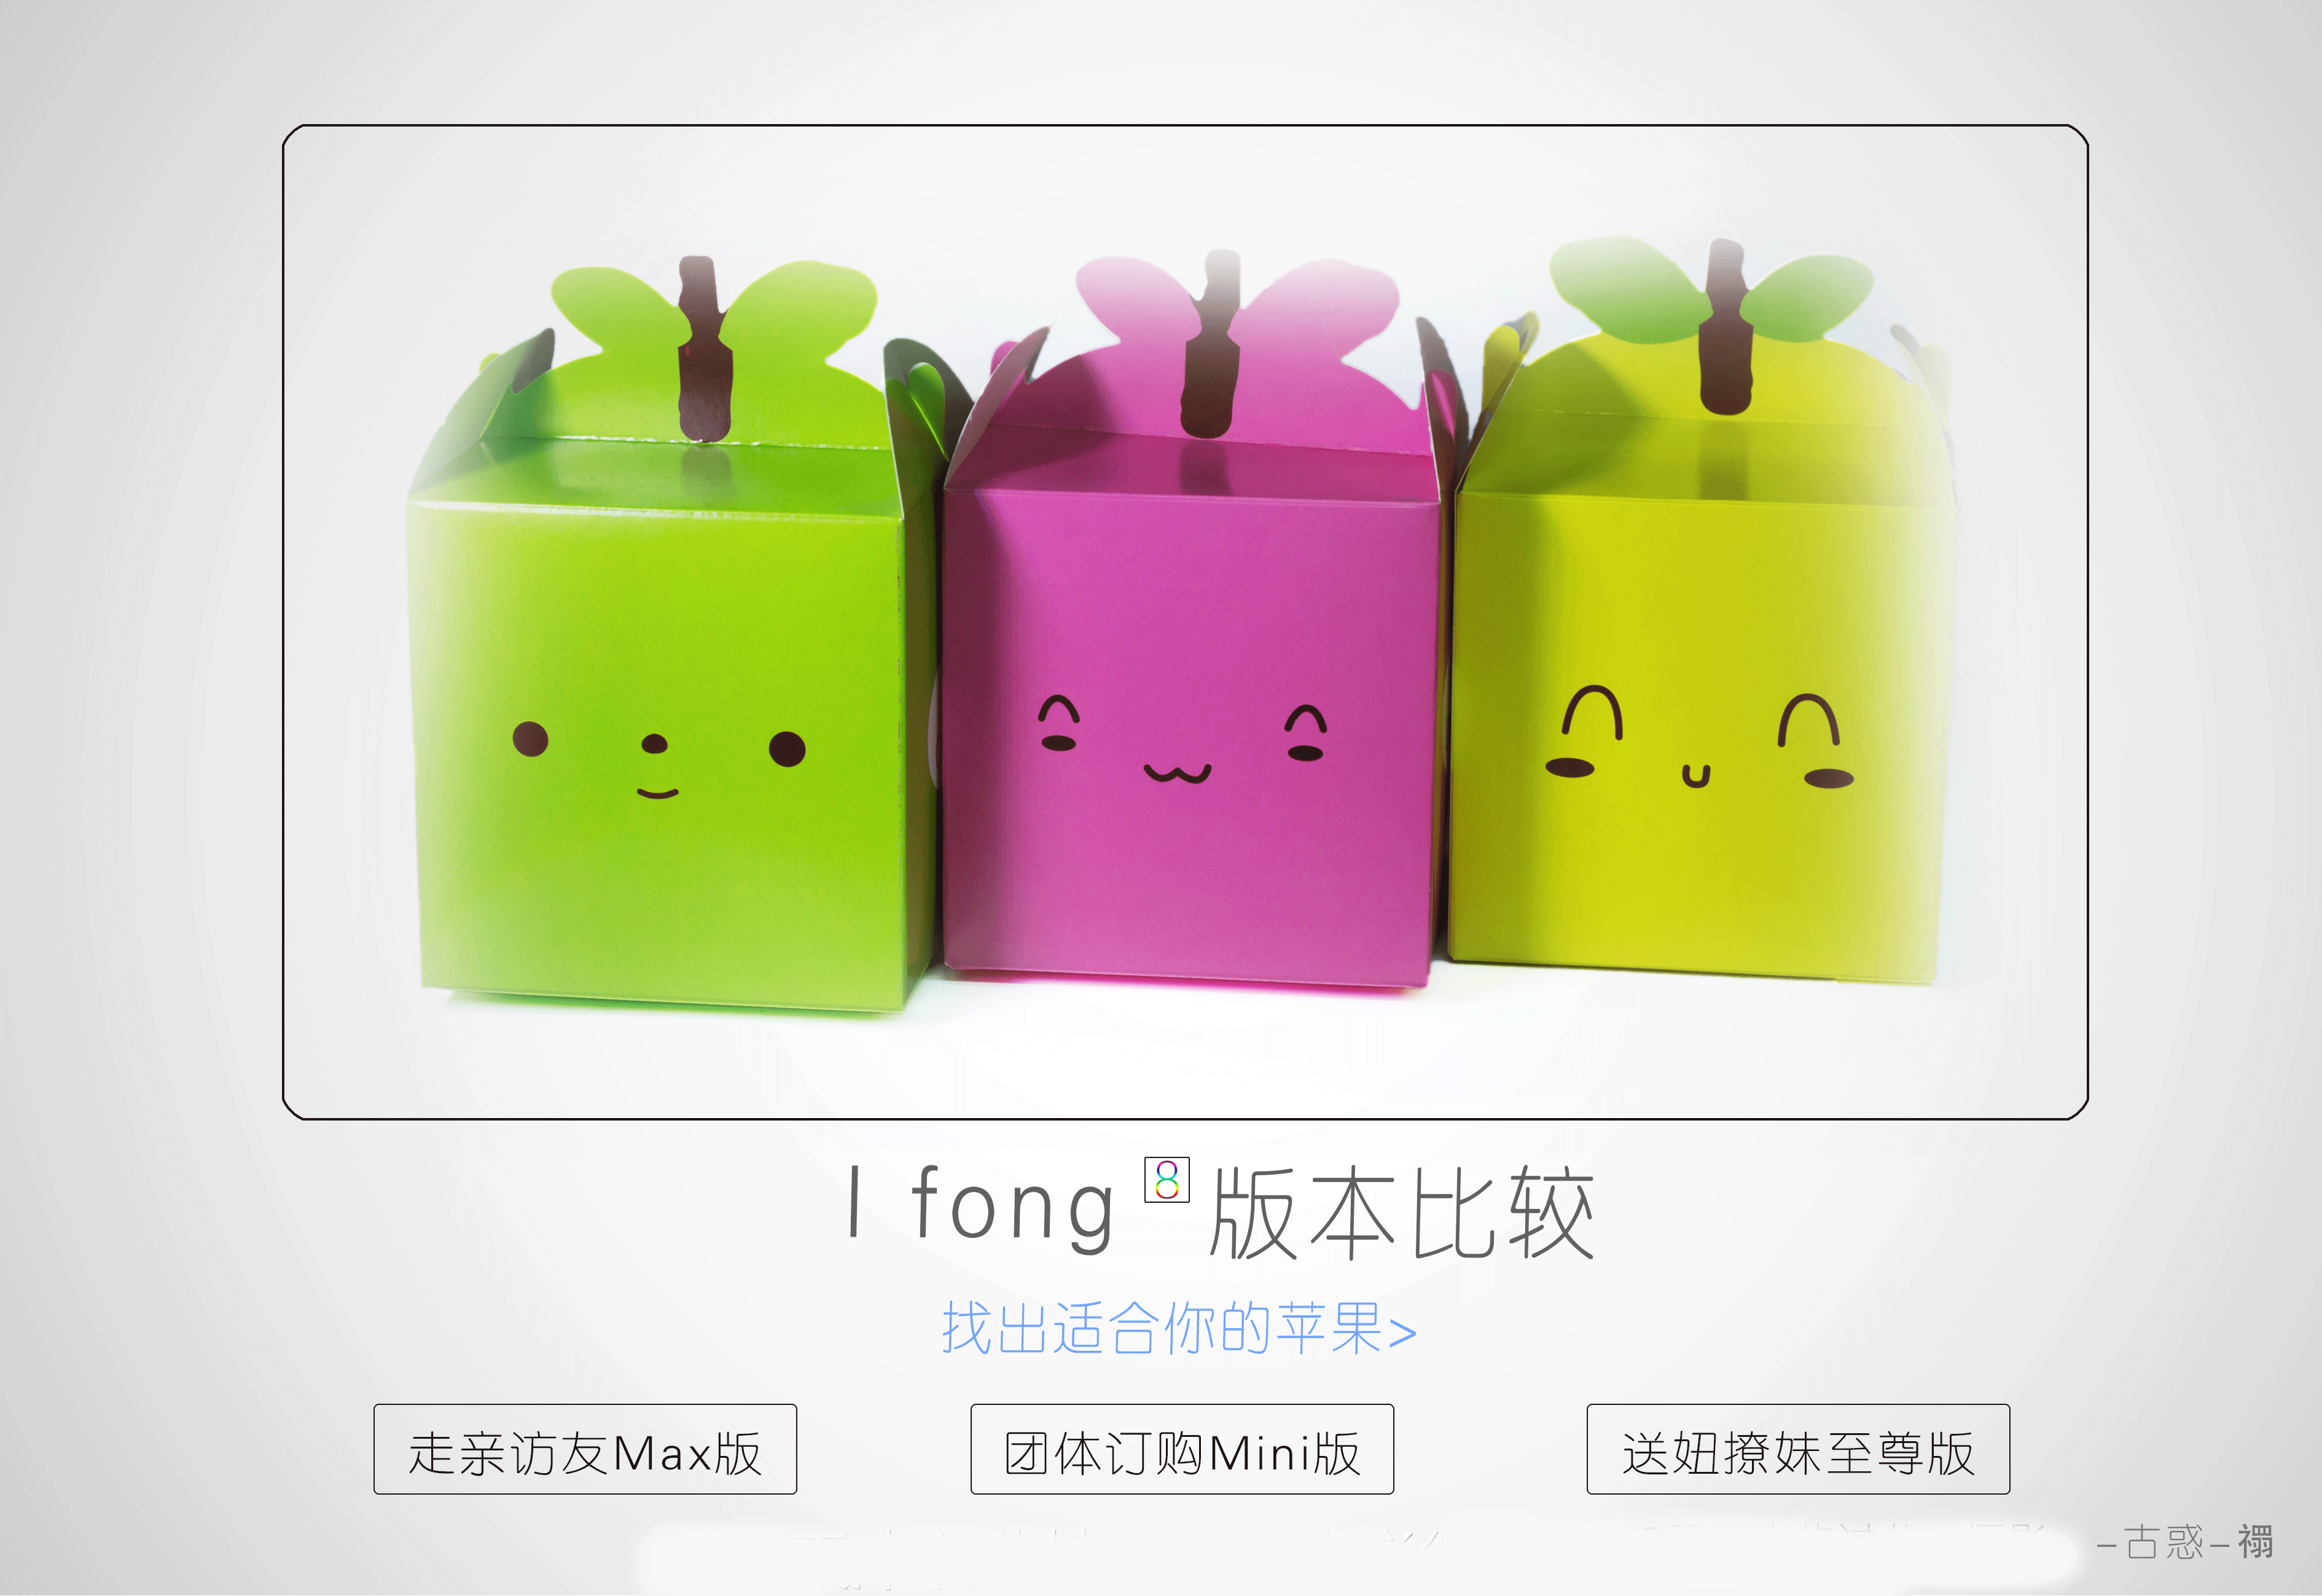 I fong 8 版本比较
找出适合你的苹果>
走亲访友Max版
团体订购Mini版
送妞撩妹至尊版
–古惑–禤